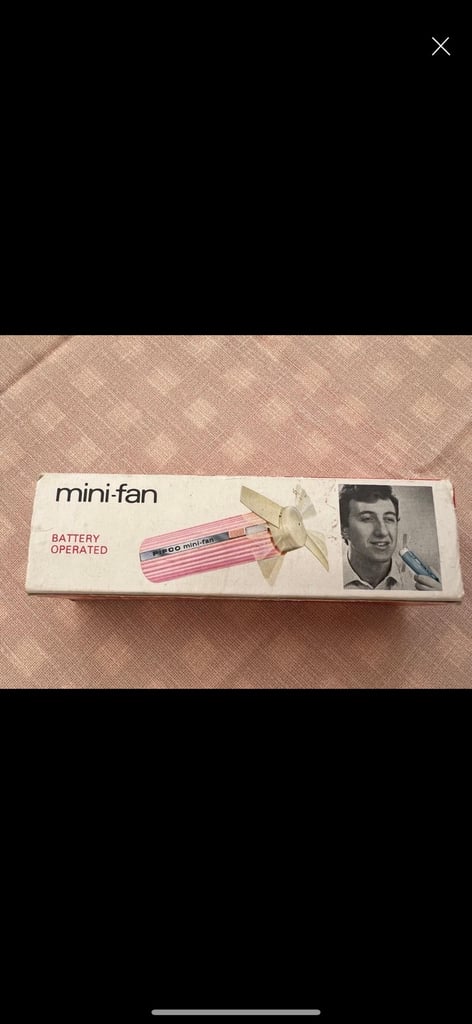 mini-fan
BATTERY
OPERATED
PIFCO mini-fan